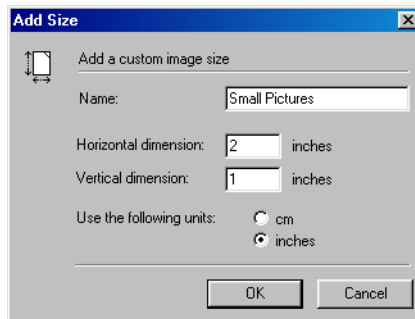 Add Size
Add a custom image size
Name: Small Pictures
Horizontal dimension: 2 inches
Vertical dimension: 1 inches
Use the following units: cm
inches
OK Cancel